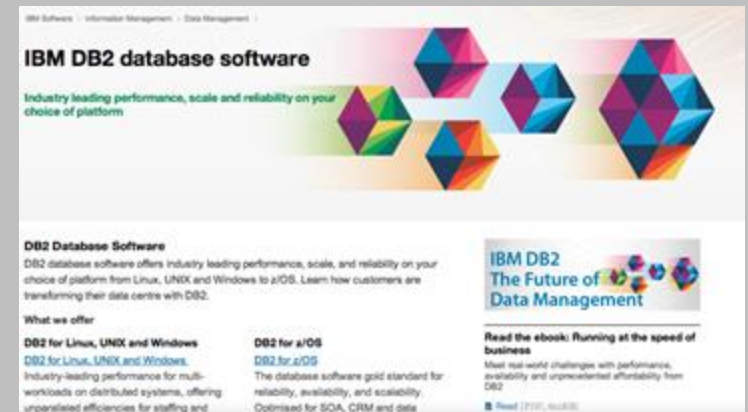 IBM Software > Information Management > Data Management >
IBM DB2 database software
Industry leading performance, scale and reliability on your
choice of platform
DB2 Database Software
DB2 database software offers industry leading performance, scale, and reliability on your
choice of platform from Linux, UNIX and Windows to z/OS. Learn how customers are
transforming their data centre with DB2.
What we offer
DB2 for Linux, UNIX and Windows
DB2 for Linux, UNIX and Windows
Industry-leading performance for multi-
workloads on distributed systems, offering
unparalleled efficiencies for staffing and
DB2 for z/OS
DB2 for z/OS
The database software gold standard for
reliability, availability, and scalability.
Optimised for SOA, CRM and data
IBM DB2
The Future of
Data Management
Read the ebook: Running at the speed of
business
Meet real-world challenges with performance,
availability and unprecedented affordability from
DB2
Read